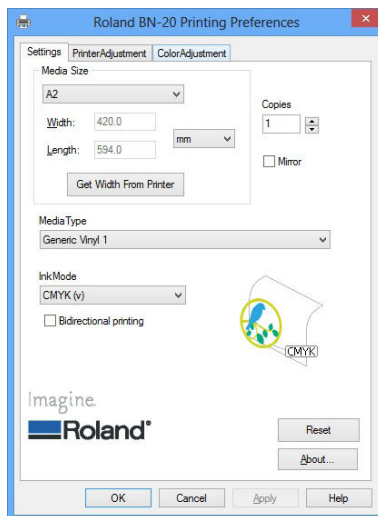 Roland BN-20 Printing Preferences
Settings PrinterAdjustment ColorAdjustment
Media Size
A2
Width: 420.0
Length: 594.0
mm
Get Width From Printer
Copies
1
Mirror
MediaType
Generic Vinyl 1
InkMode
CMYK (v)
Bidirectional printing
CMYK
Imagine.
Roland
Reset
About...
OK Cancel Apply Help